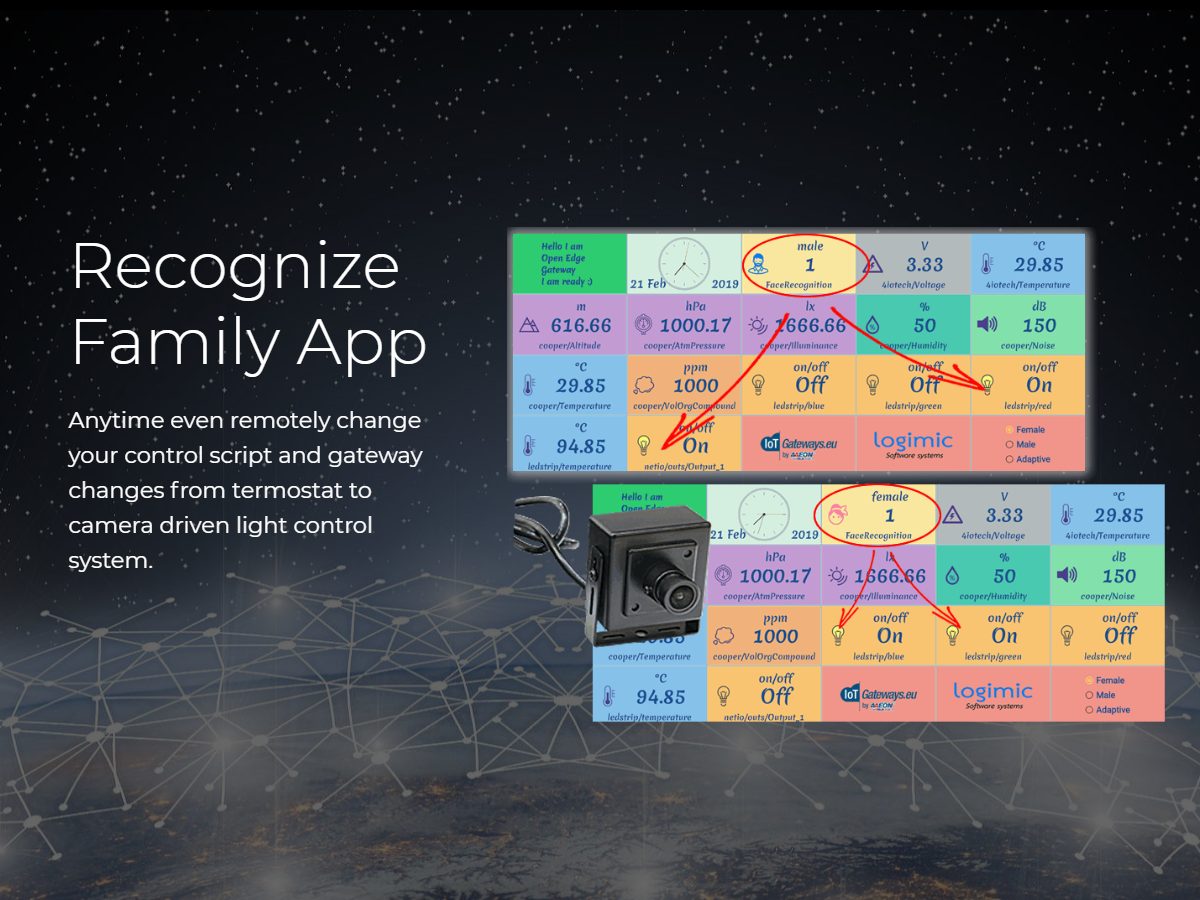 Recognize
Family App
Anytime even remotely change
your control script and gateway
changes from termostat to
camera driven light control
system.
Hello I am
Open Edge
Gateway
I am ready :)
21 Feb 2019
male
1
FaceRecognition
V
3.33
4iotech/Voltage
°C
29.85
4iotech/Temperature
m
616.66
cooper/Altitude
hPa
1000.17
cooper/AtmPressure
lx
1666.66
cooper/Illuminance
%
50
cooper/Humidity
dB
150
cooper/Noise
°C
29.85
cooper/Temperature
ppm
1000
cooper/VolOrgCompound
on/off
Off
ledstrip/blue
on/off
Off
ledstrip/green
on/off
On
ledstrip/red
°C
94.85
ledstrip/temperature
on/off
On
netio/outs/Output_1
IoT Gateways.eu
by AAEON
logimic
Software systems
Female
Male
Adaptive
Hello I am
21 Feb 2019
female
1
FaceRecognition
V
3.33
4iotech/Voltage
°C
29.85
4iotech/Temperature
hPa
1000.17
cooper/AtmPressure
lx
1666.66
cooper/Illuminance
%
50
cooper/Humidity
dB
150
cooper/Noise
cooper/Temperature
ppm
1000
cooper/VolOrgCompound
on/off
On
ledstrip/blue
on/off
On
ledstrip/green
on/off
Off
ledstrip/red
°C
94.85
ledstrip/temperature
on/off
Off
netio/outs/Output_1
IoT Gateways.eu
by AAEON
logimic
Software systems
Female
Male
Adaptive